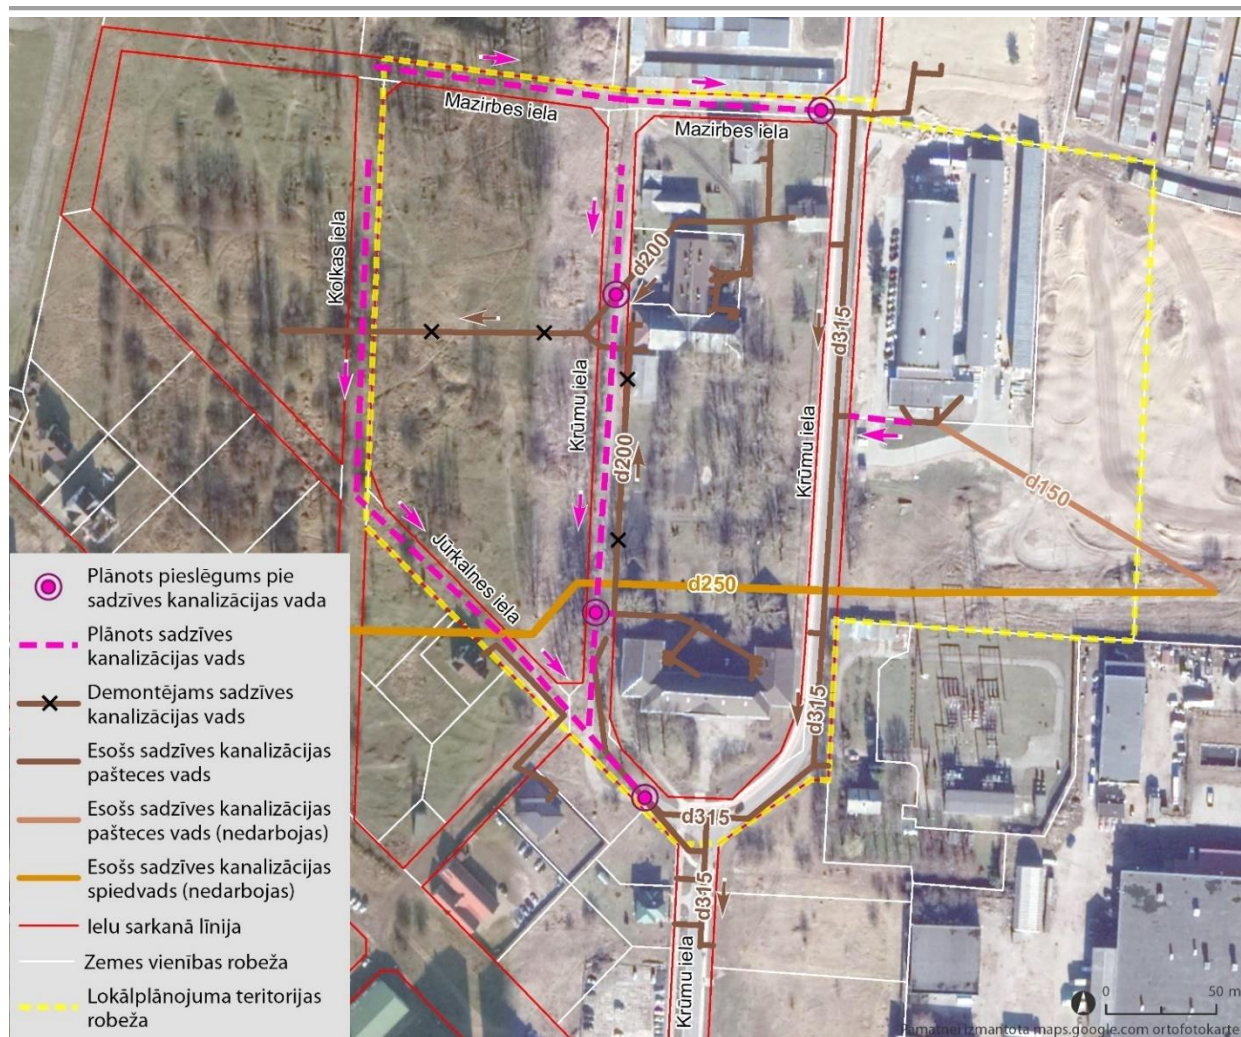 Mazirbes iela
Mazirbes iela
Kolkas iela
d200
d315
Krūmu iela
d200
Krūmu iela
d150
Jūrkalnes iela
d250
d315
d315
d315
Krūmu iela
Plānots pieslēgums pie
sadzīves kanalizācijas vada
Plānots sadzīves
kanalizācijas vads
Demontējams sadzīves
kanalizācijas vads
Esošs sadzīves kanalizācijas
pašteces vads
Esošs sadzīves kanalizācijas
pašteces vads (nedarbojas)
Esošs sadzīves kanalizācijas
spiedvads (nedarbojas)
Ielu sarkanā līnija
Zemes vienības robeža
Lokālplānojuma teritorijas
robeža
0 50 m
Pamatnei izmantota maps.google.com ortofotokarte